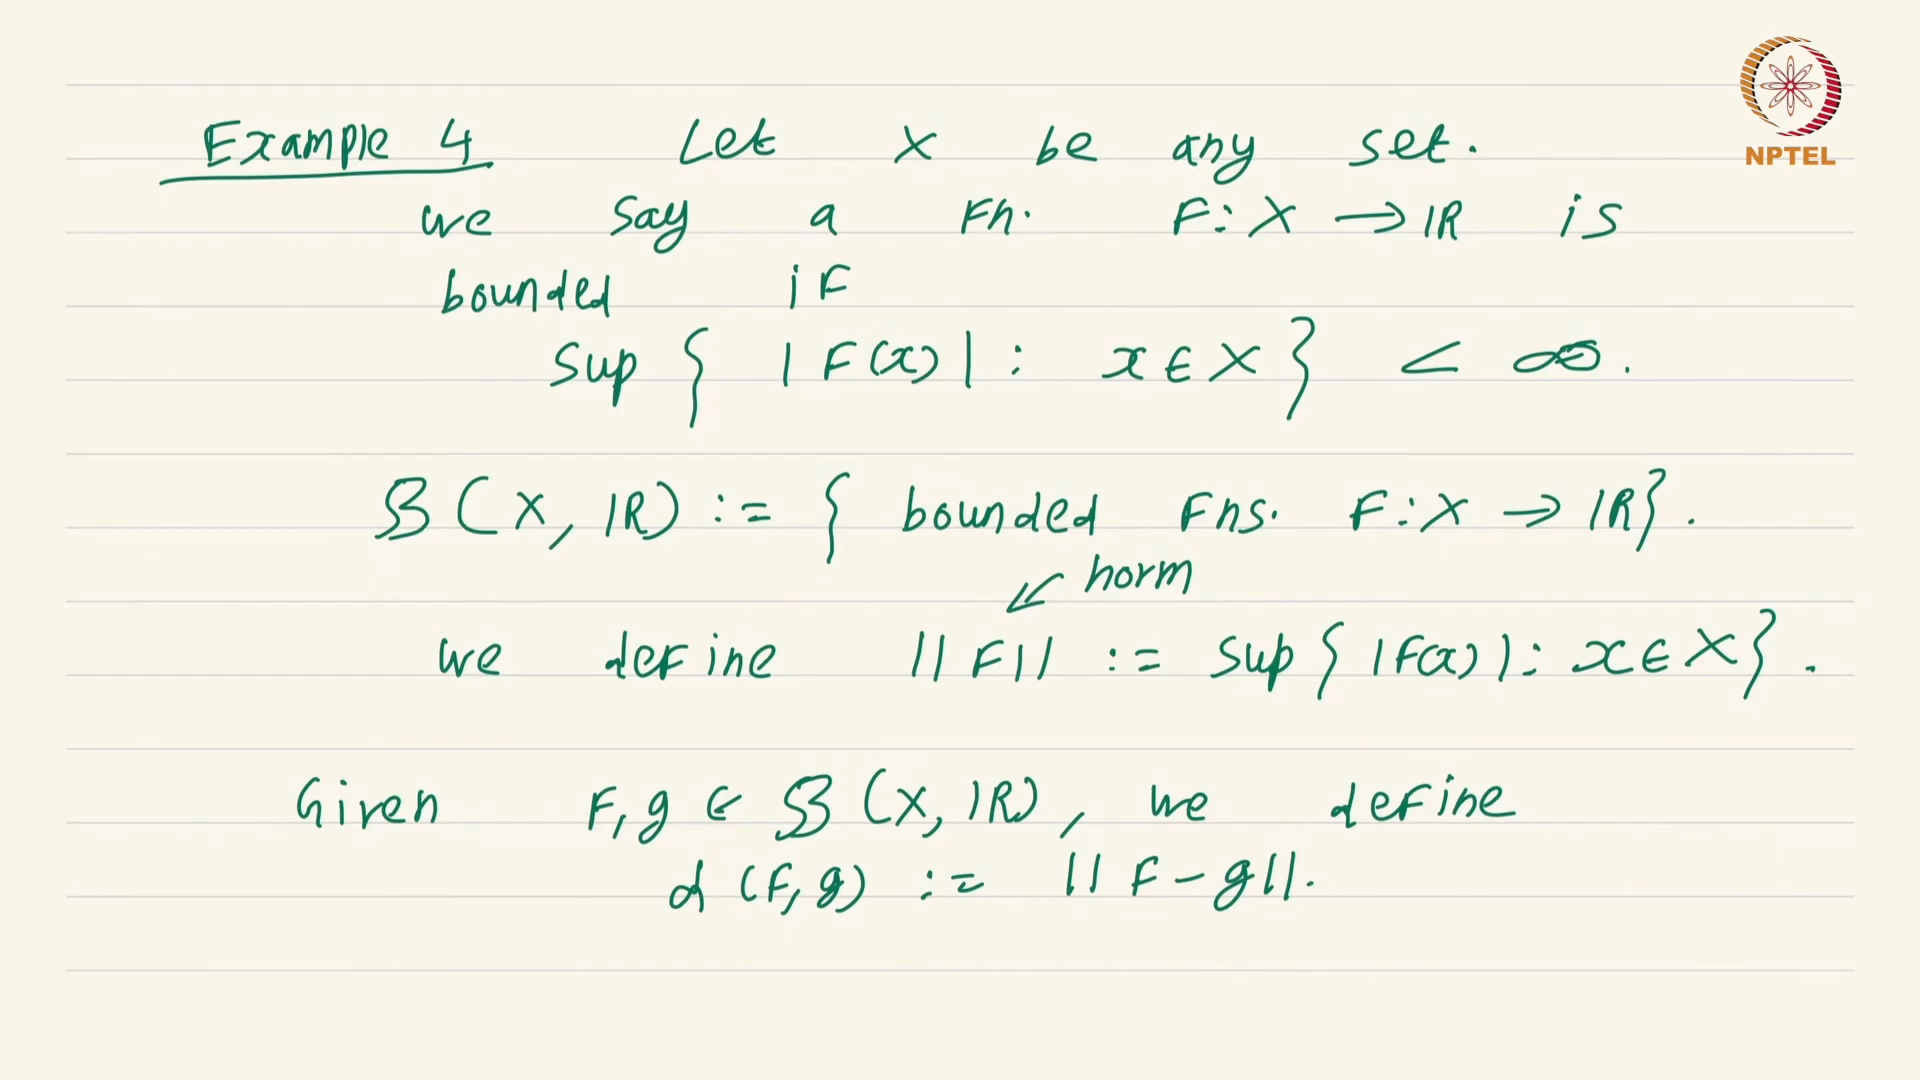 Example 4 Let X be any set.
NPTEL
we say a Fn. F: X → ℝ is
bounded if
Sup { | F(x) | : x ∈ X } < ∞.
ℬ (X, ℝ) := { bounded Fns. F: X → ℝ}.
norm
we define || F || := Sup { |F(x)| : x ∈ X } .
Given F, g ∈ ℬ (X, ℝ), we define
d (F, g) := || F - g ||.